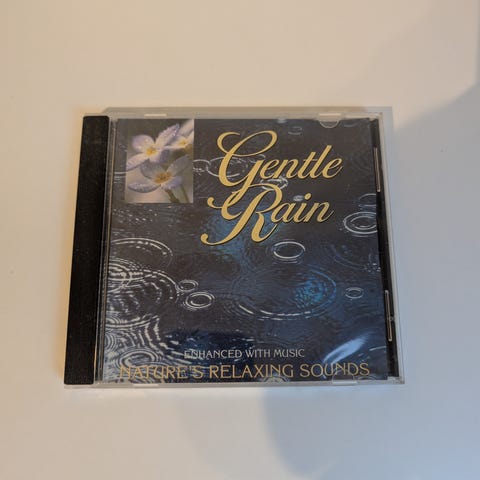 Gentle
Rain
ENHANCED WITH MUSIC
NATURE'S RELAXING SOUNDS